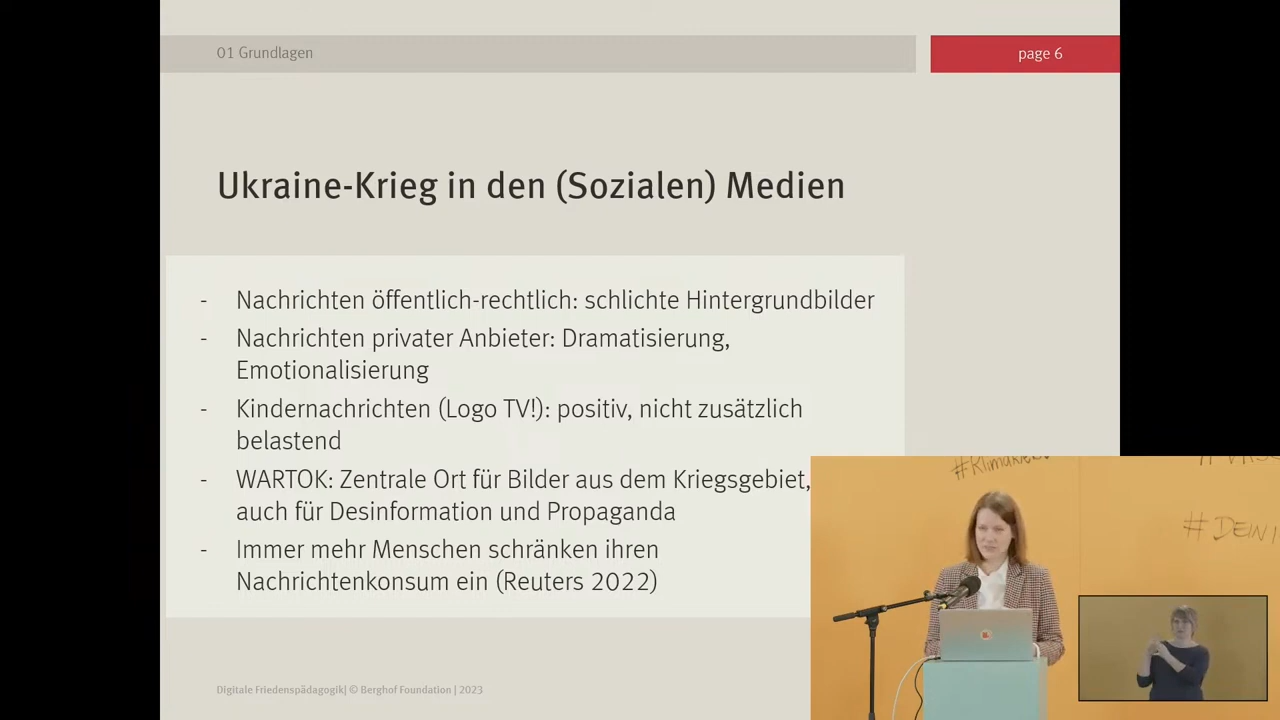 01 Grundlagen
page 6
Ukraine-Krieg in den (Sozialen) Medien
- Nachrichten öffentlich-rechtlich: schlichte Hintergrundbilder
- Nachrichten privater Anbieter: Dramatisierung,
Emotionalisierung
- Kindernachrichten (Logo TV!): positiv, nicht zusätzlich
belastend
- WARTOK: Zentrale Ort für Bilder aus dem Kriegsgebiet,
auch für Desinformation und Propaganda
- Immer mehr Menschen schränken ihren
Nachrichtenkonsum ein (Reuters 2022)
# DEIN
Digitale Friedenspädagogik| © Berghof Foundation | 2023